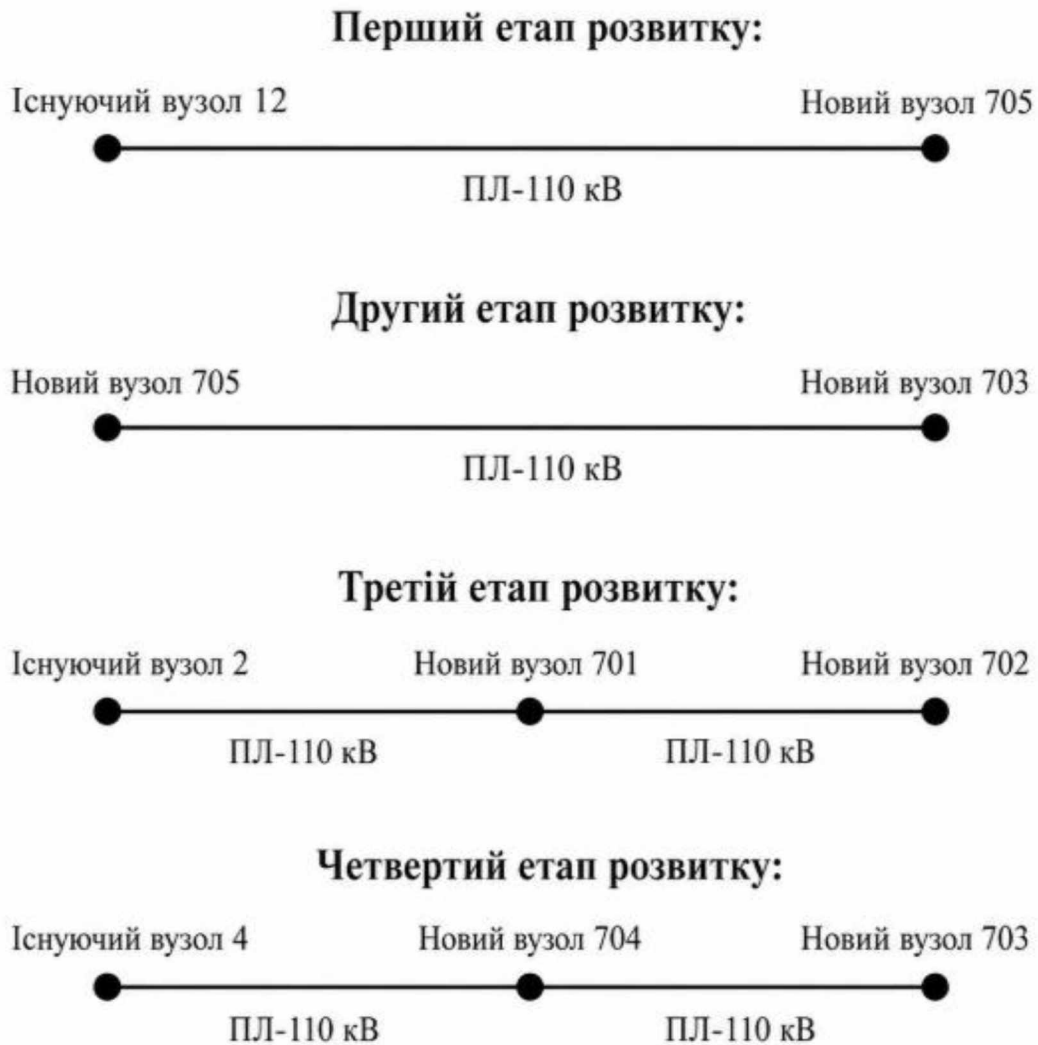 Перший етап розвитку:
Існуючий вузол 12 Новий вузол 705
ПЛ-110 кВ
Другий етап розвитку:
Новий вузол 705 Новий вузол 703
ПЛ-110 кВ
Третій етап розвитку:
Існуючий вузол 2 Новий вузол 701 Новий вузол 702
ПЛ-110 кВ ПЛ-110 кВ
Четвертий етап розвитку:
Існуючий вузол 4 Новий вузол 704 Новий вузол 703
ПЛ-110 кВ ПЛ-110 кВ